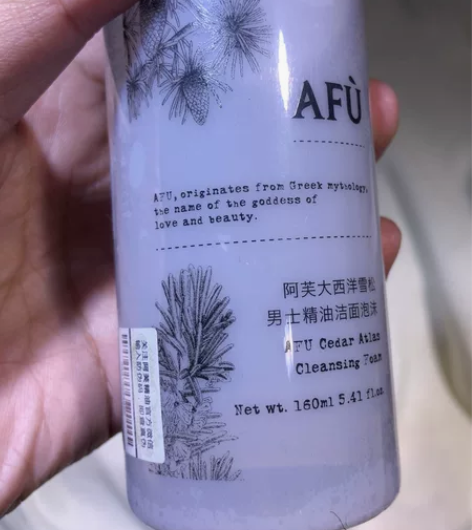 AFÙ
AFU, originates from Greek mythology,
the name of the goddess of
love and beauty.
阿芙大西洋雪松
男士精油洁面泡沫
AFU Cedar Atlas
Cleansing Foam
Net wt. 160ml 5.41 fl.oz